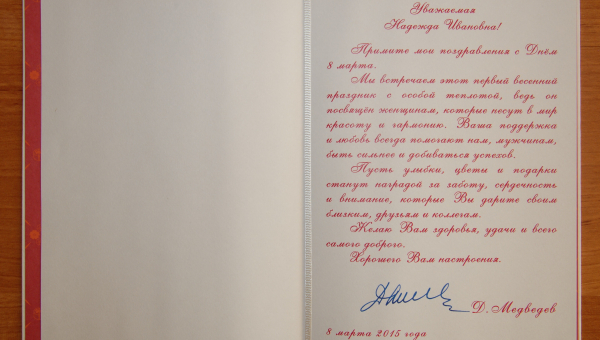 Уважаемая
Надежда Ивановна!
Примите мои поздравления с Днём
8 марта.
Мы встречаем этот первый весенний
праздник с особой теплотой, ведь он
посвящён женщинам, которые несут в мир
красоту и гармонию. Ваша поддержка
и любовь всегда помогают нам, мужчинам,
быть сильнее и добиваться успехов.
Пусть улыбки, цветы и подарки
станут наградой за заботу, сердечность
и внимание, которые Вы дарите своим
близким, друзьям и коллегам.
Желаю Вам здоровья, удачи и всего
самого доброго.
Хорошего Вам настроения.
Д. Медведев
8 марта 2015 года